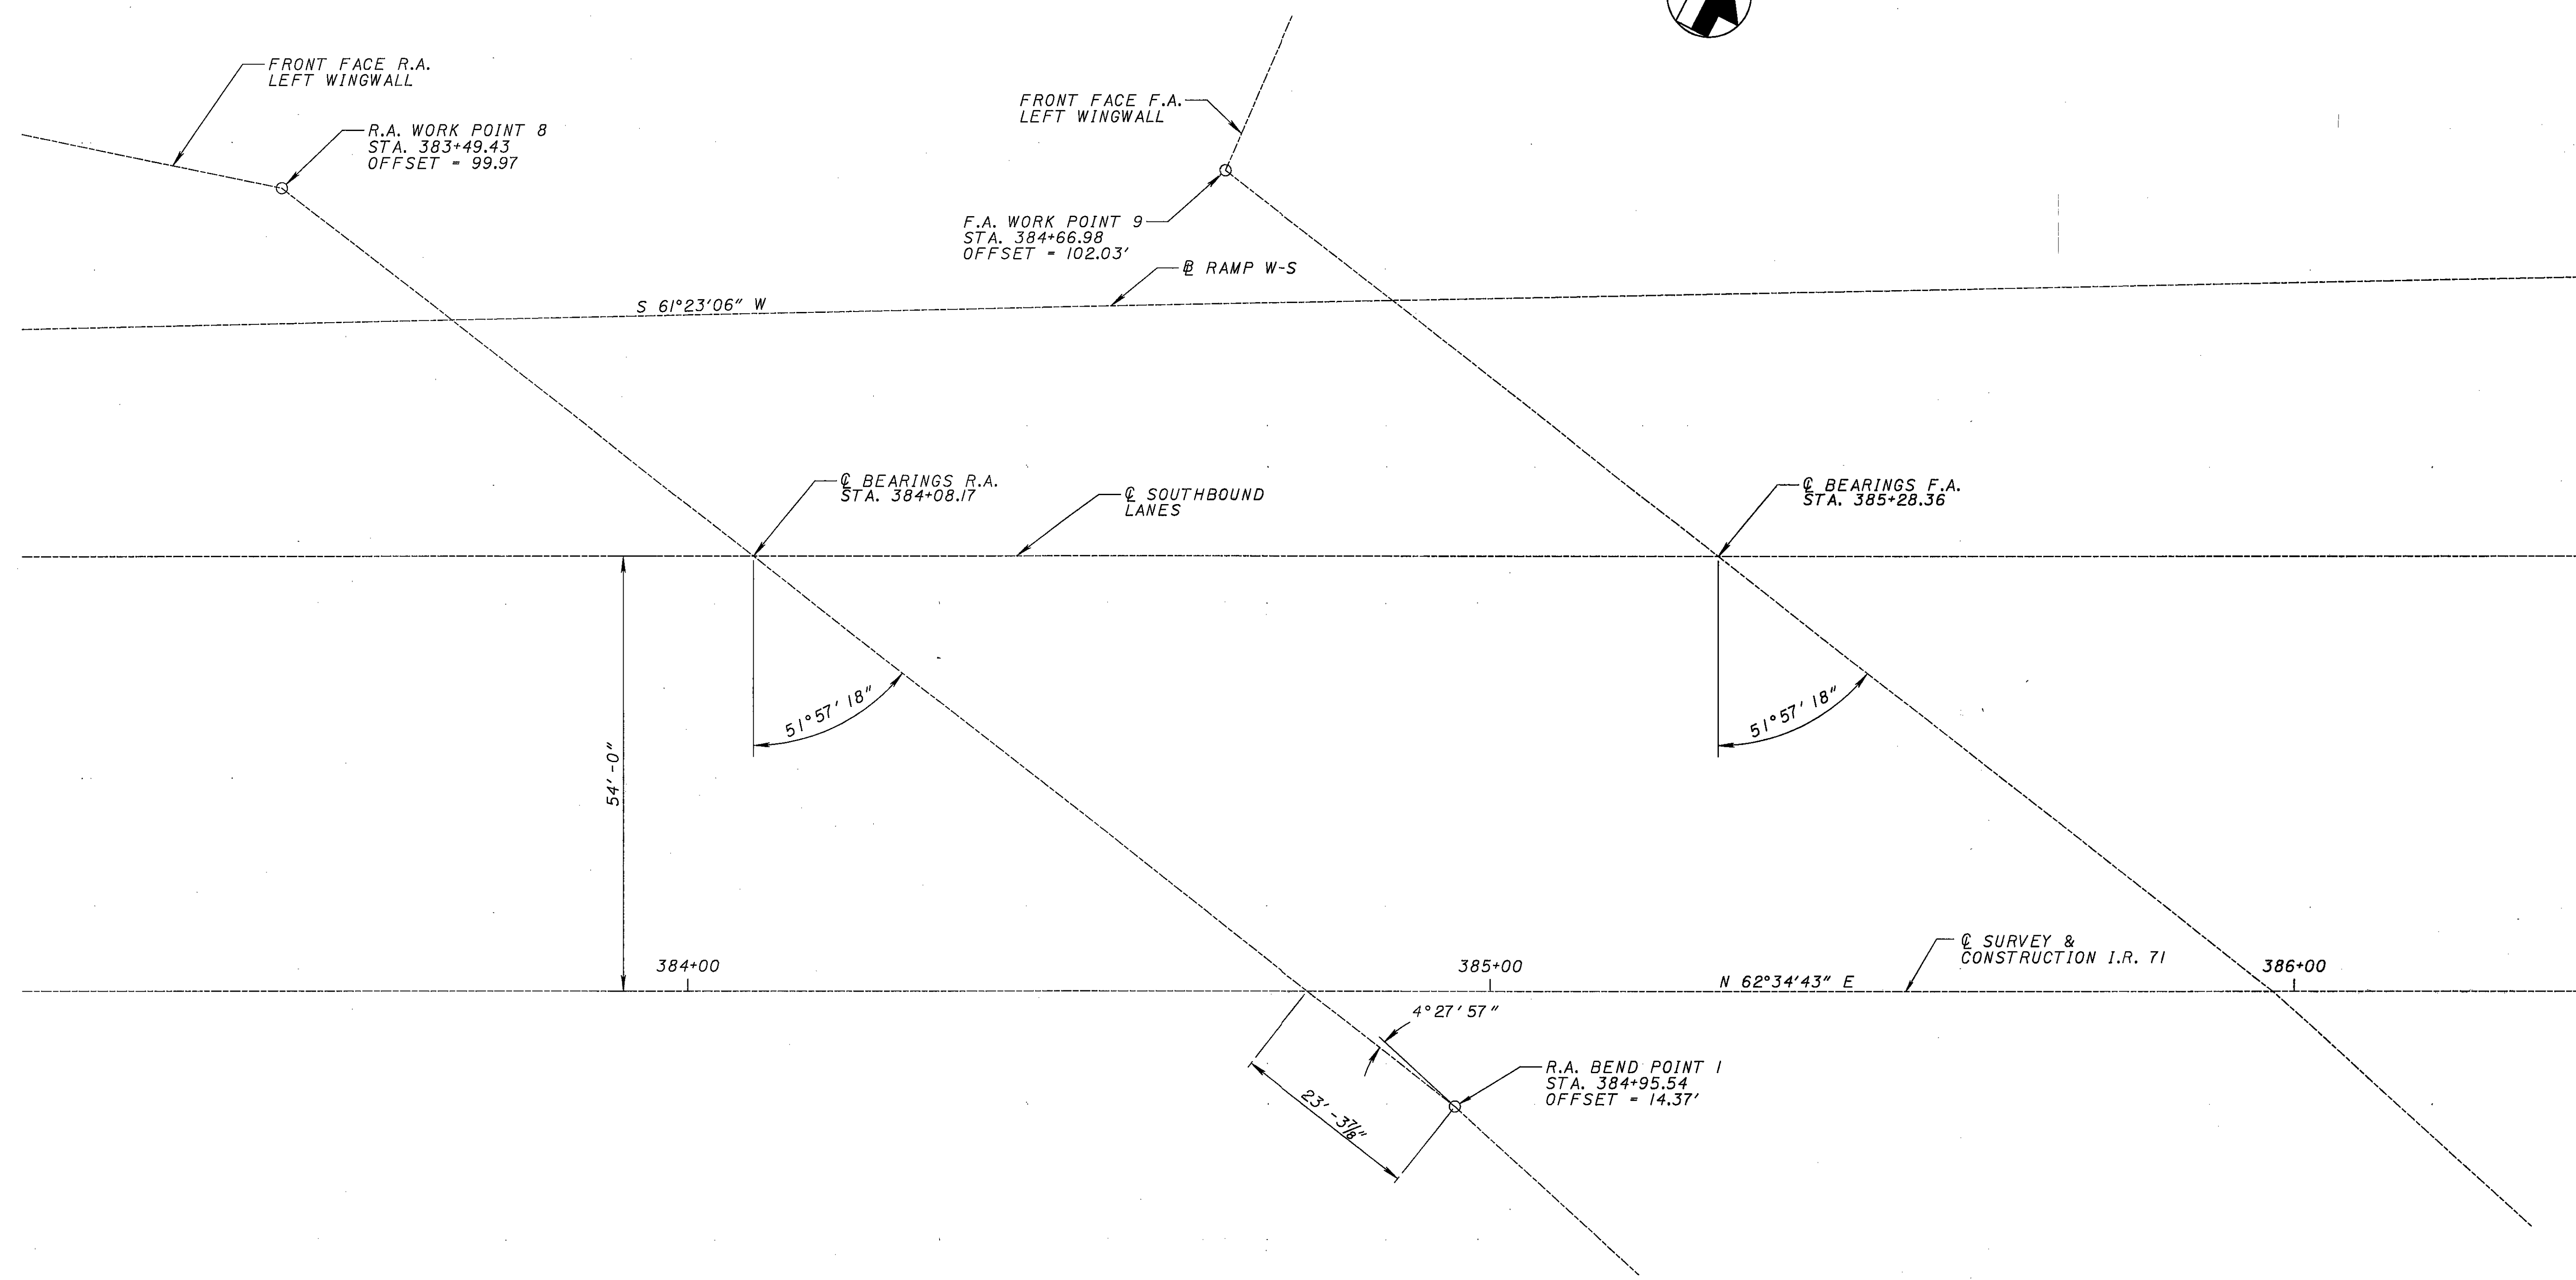 FRONT FACE R.A.
LEFT WINGWALL
R.A. WORK POINT 8
STA. 383+49.43
OFFSET = 99.97
FRONT FACE F.A.
LEFT WINGWALL
F.A. WORK POINT 9
STA. 384+66.98
OFFSET = 102.03'
℄ RAMP W-S
S 61°23'06" W
℄ BEARINGS R.A.
STA. 384+08.17
℄ SOUTHBOUND
LANES
℄ BEARINGS F.A.
STA. 385+28.36
51°57'18"
51°57'18"
54'-0"
384+00
385+00
386+00
℄ SURVEY &
CONSTRUCTION I.R. 71
N 62°34'43" E
4°27'57"
R.A. BEND POINT 1
STA. 384+95.54
OFFSET = 14.37'
23'-3⅞"